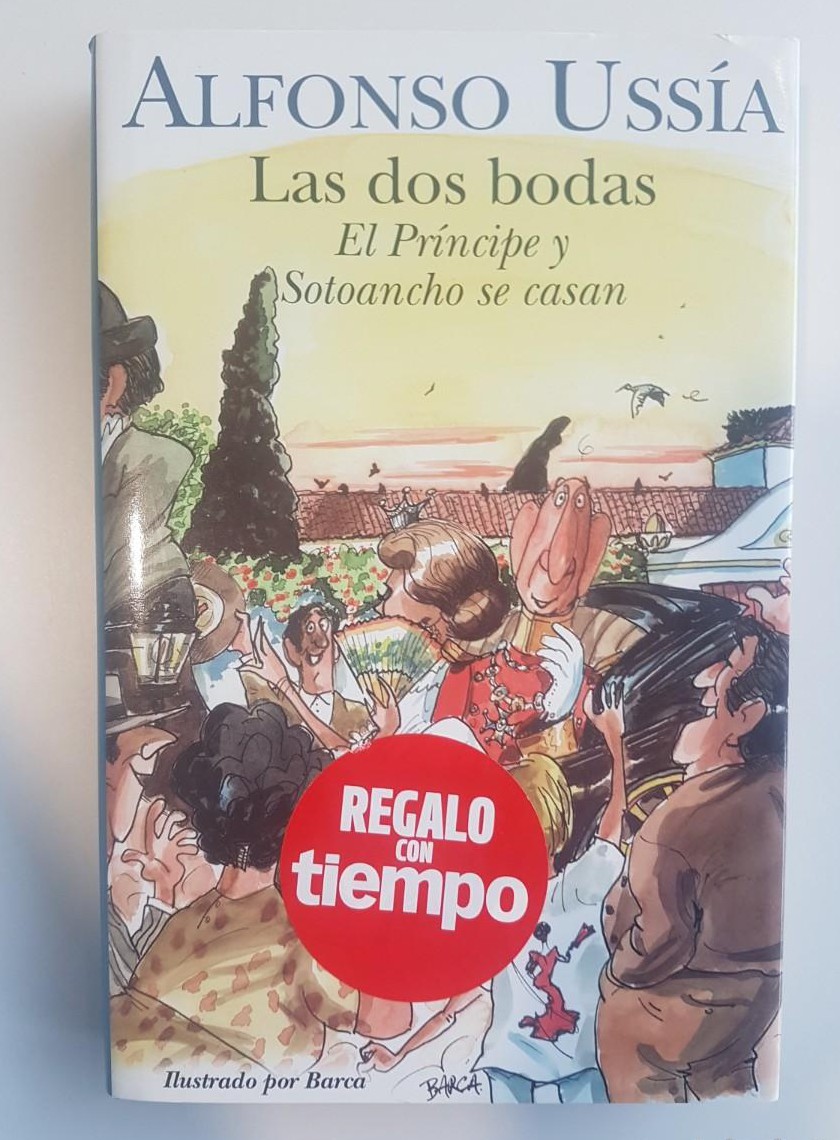 ALFONSO USSÍA
Las dos bodas
El Príncipe y
Sotoancho se casan
REGALO
CON
tiempo
Ilustrado por Barca
BARCA.